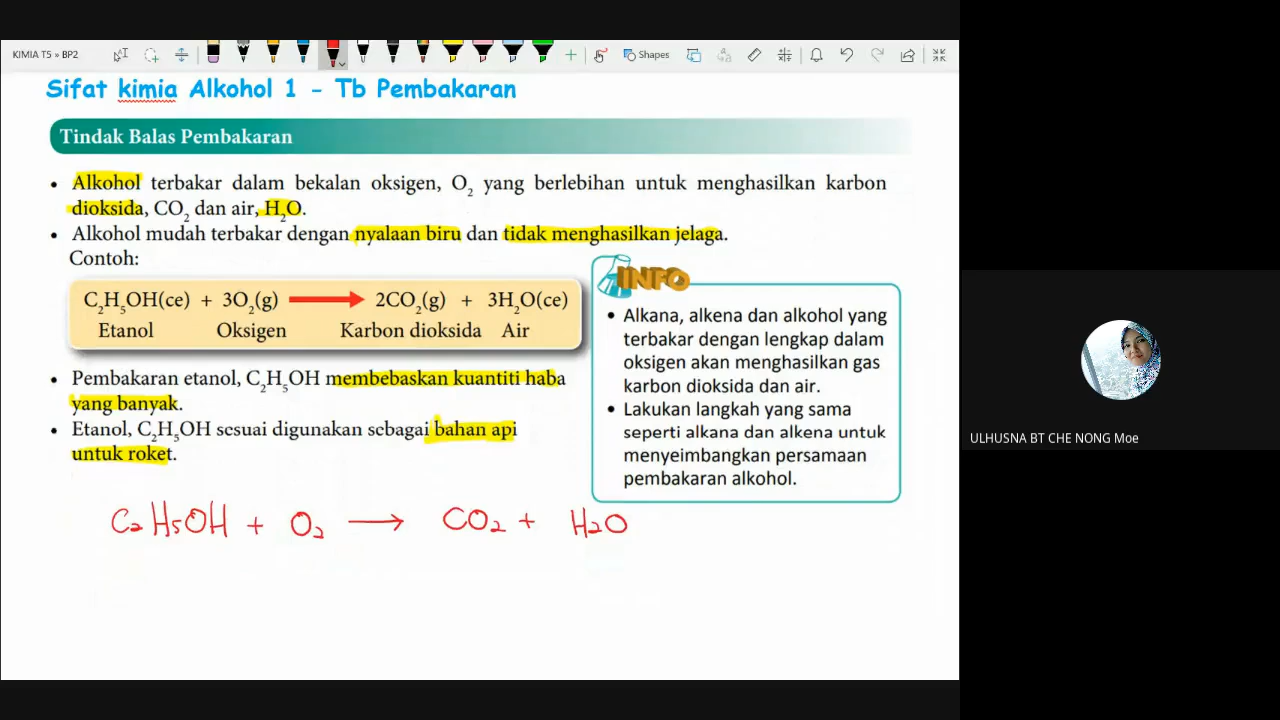 KIMIA T5 » BP2
Shapes
Sifat kimia Alkohol 1 - Tb Pembakaran
Tindak Balas Pembakaran
• Alkohol terbakar dalam bekalan oksigen, O₂ yang berlebihan untuk menghasilkan karbon
dioksida, CO₂ dan air, H₂O.
• Alkohol mudah terbakar dengan nyalaan biru dan tidak menghasilkan jelaga.
Contoh:
C₂H₅OH(ce) + 3O₂(g) → 2CO₂(g) + 3H₂O(ce)
Etanol Oksigen Karbon dioksida Air
• Pembakaran etanol, C₂H₅OH membebaskan kuantiti haba
yang banyak.
• Etanol, C₂H₅OH sesuai digunakan sebagai bahan api
untuk roket.
INFO
• Alkana, alkena dan alkohol yang
terbakar dengan lengkap dalam
oksigen akan menghasilkan gas
karbon dioksida dan air.
• Lakukan langkah yang sama
seperti alkana dan alkena untuk
menyeimbangkan persamaan
pembakaran alkohol.
C₂H₅OH + O₂ → CO₂ + H₂O
ULHUSNA BT CHE NONG Moe